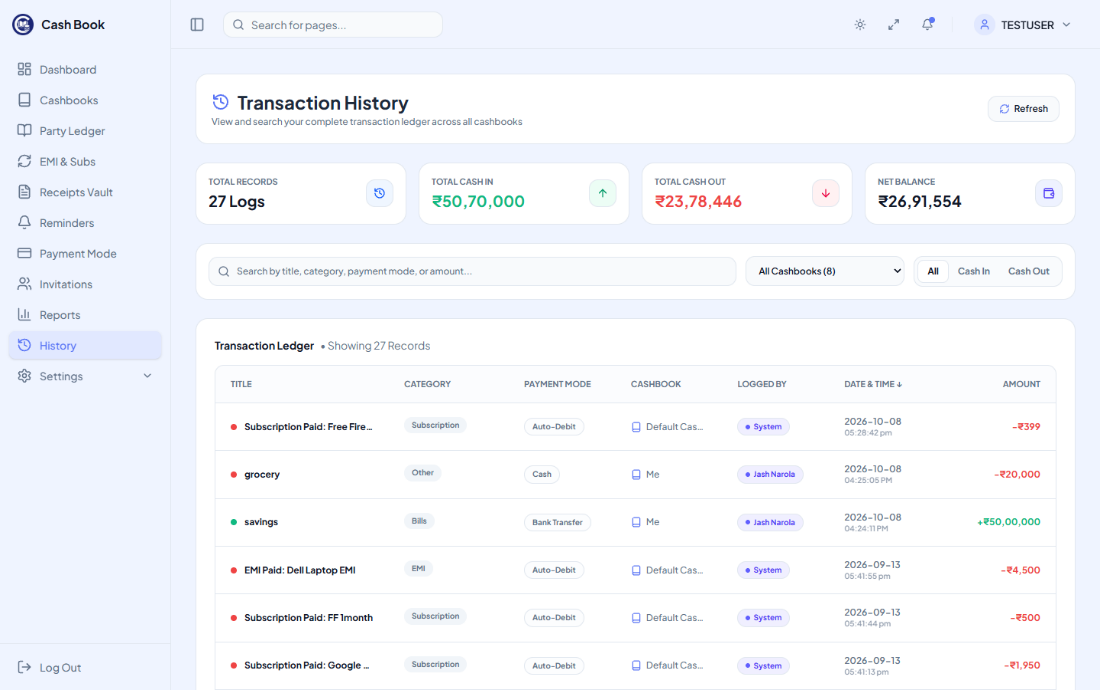 Cash Book
Search for pages...
TESTUSER
Dashboard
Cashbooks
Party Ledger
EMI & Subs
Receipts Vault
Reminders
Payment Mode
Invitations
Reports
History
Settings
Log Out
Transaction History
View and search your complete transaction ledger across all cashbooks
Refresh
TOTAL RECORDS
27 Logs
TOTAL CASH IN
₹50,70,000
TOTAL CASH OUT
₹23,78,446
NET BALANCE
₹26,91,554
Search by title, category, payment mode, or amount...
All Cashbooks (8)
All Cash In Cash Out
Transaction Ledger • Showing 27 Records
TITLE CATEGORY PAYMENT MODE CASHBOOK LOGGED BY DATE & TIME ↓ AMOUNT
Subscription Paid: Free Fire... Subscription Auto-Debit Default Cas... System 2026-10-08 -₹399
05:28:42 pm
grocery Other Cash Me Jash Narola 2026-10-08 -₹20,000
04:25:05 PM
savings Bills Bank Transfer Me Jash Narola 2026-10-08 +₹50,00,000
04:24:11 PM
EMI Paid: Dell Laptop EMI EMI Auto-Debit Default Cas... System 2026-09-13 -₹4,500
05:41:55 pm
Subscription Paid: FF 1month Subscription Auto-Debit Default Cas... System 2026-09-13 -₹500
05:41:44 pm
Subscription Paid: Google ... Subscription Auto-Debit Default Cas... System 2026-09-13 -₹1,950
05:41:13 pm